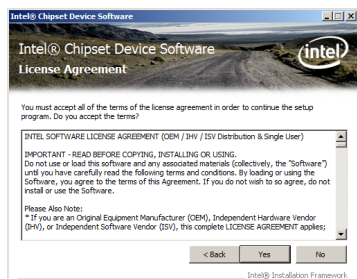 Intel® Chipset Device Software
Intel® Chipset Device Software
License Agreement
intel
You must accept all of the terms of the license agreement in order to continue the setup
program. Do you accept the terms?
INTEL SOFTWARE LICENSE AGREEMENT (OEM / IHV / ISV Distribution & Single User)
IMPORTANT - READ BEFORE COPYING, INSTALLING OR USING.
Do not use or load this software and any associated materials (collectively, the "Software")
until you have carefully read the following terms and conditions. By loading or using the
Software, you agree to the terms of this Agreement. If you do not wish to so agree, do not
install or use the Software.
Please Also Note:
* If you are an Original Equipment Manufacturer (OEM), Independent Hardware Vendor
(IHV), or Independent Software Vendor (ISV), this complete LICENSE AGREEMENT applies;
< Back Yes No
Intel® Installation Framework